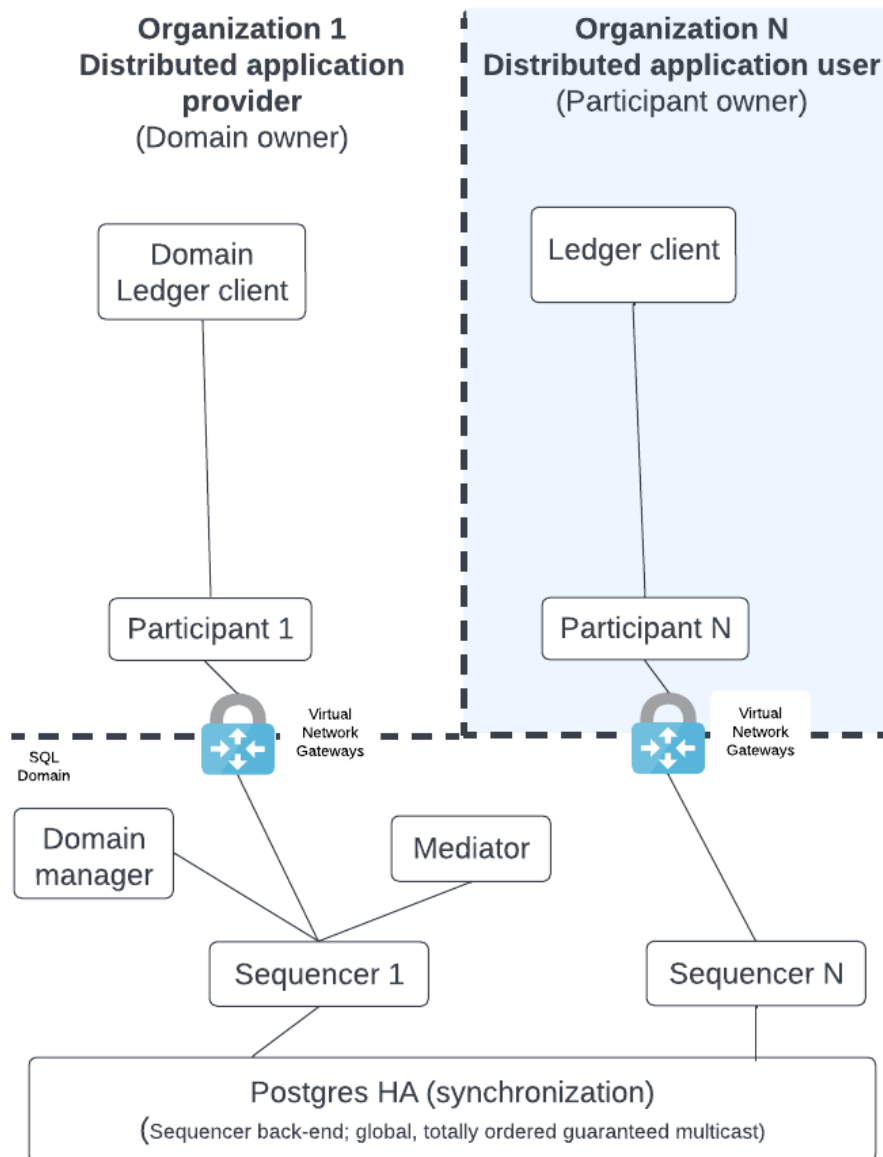 Organization 1
Distributed application
provider
(Domain owner)
Organization N
Distributed application user
(Participant owner)
Domain
Ledger client
Ledger client
Participant 1
Participant N
Virtual
Network
Gateways
Virtual
Network
Gateways
SQL
Domain
Domain
manager
Mediator
Sequencer 1
Sequencer N
Postgres HA (synchronization)
(Sequencer back-end; global, totally ordered guaranteed multicast)